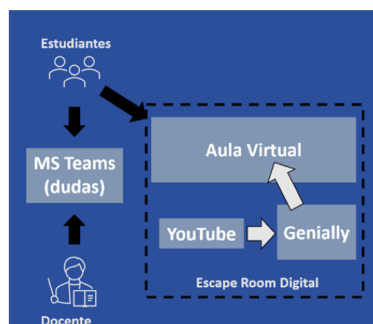 Estudiantes
MS Teams
(dudas)
Aula Virtual
YouTube
Genially
Escape Room Digital
Docente